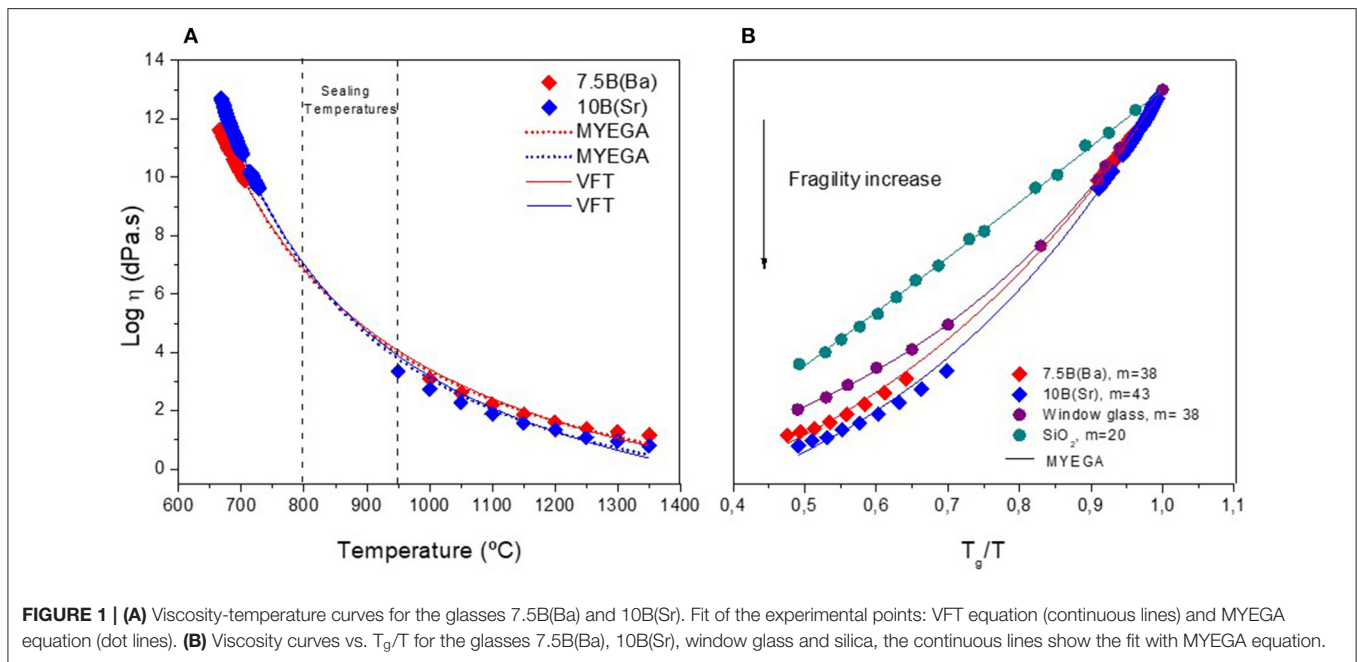 A
14
12
10
8
6
4
2
0
Log η (dPa.s)
600 700 800 900 1000 1100 1200 1300 1400
Temperature (ºC)
Sealing
Temperatures
7.5B(Ba)
10B(Sr)
MYEGA
MYEGA
VFT
VFT
B
Fragility increase
7.5B(Ba), m=38
10B(Sr), m=43
Window glass, m= 38
SiO2, m=20
MYEGA
0,4 0,5 0,6 0,7 0,8 0,9 1,0 1,1
Tg/T
FIGURE 1 | (A) Viscosity-temperature curves for the glasses 7.5B(Ba) and 10B(Sr). Fit of the experimental points: VFT equation (continuous lines) and MYEGA
equation (dot lines). (B) Viscosity curves vs. Tg/T for the glasses 7.5B(Ba), 10B(Sr), window glass and silica, the continuous lines show the fit with MYEGA equation.